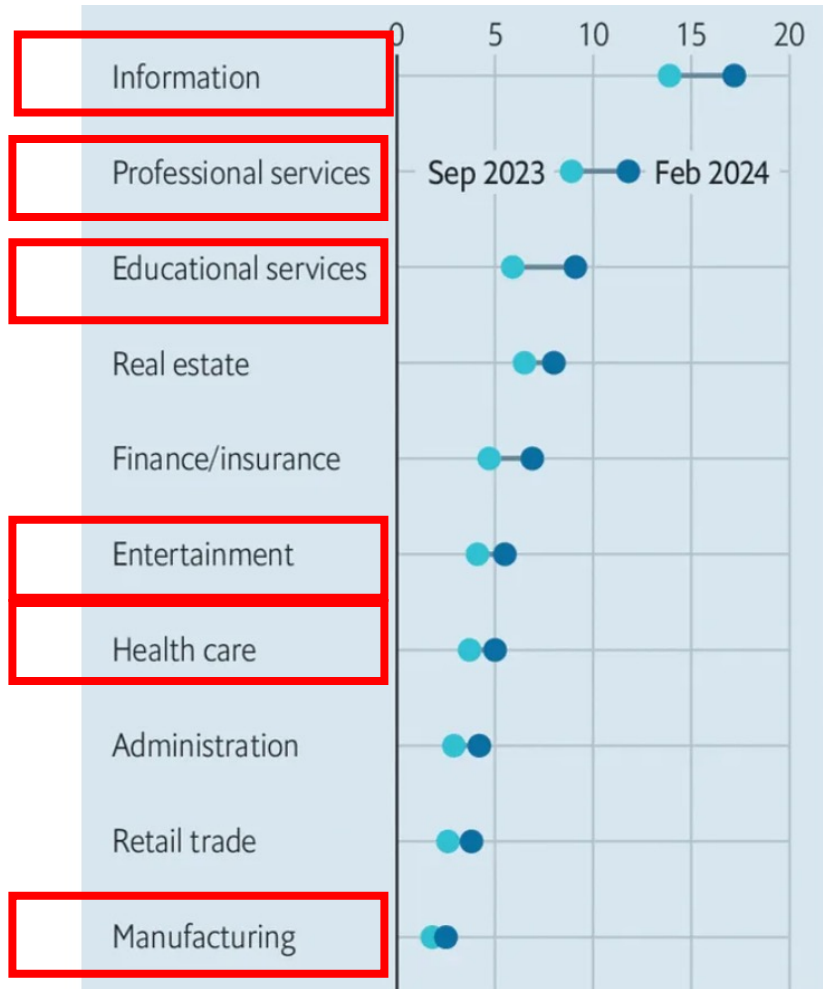 0 5 10 15 20
Information
Professional services Sep 2023 Feb 2024
Educational services
Real estate
Finance/insurance
Entertainment
Health care
Administration
Retail trade
Manufacturing